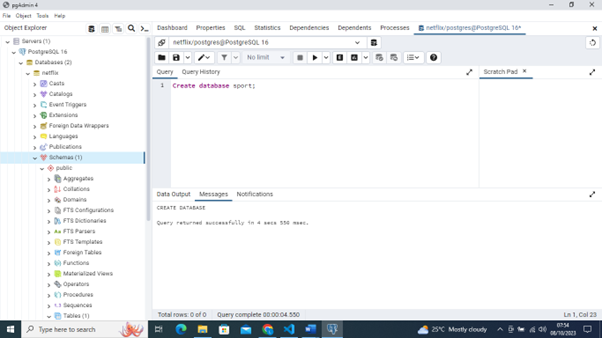 pgAdmin 4
File Object Tools Help
Object Explorer
Dashboard Properties SQL Statistics Dependencies Dependents Processes netflix/postgres@PostgreSQL 16*
Servers (1)
PostgreSQL 16
Databases (2)
netflix
Casts
Catalogs
Event Triggers
Extensions
Foreign Data Wrappers
Languages
Publications
Schemas (1)
public
Aggregates
Collations
Domains
FTS Configurations
FTS Dictionaries
FTS Parsers
FTS Templates
Foreign Tables
Functions
Materialized Views
Operators
Procedures
Sequences
Tables (1)
netflix/postgres@PostgreSQL 16
No limit
Query Query History
Scratch Pad
1 Create database sport;
Data Output Messages Notifications
CREATE DATABASE
Query returned successfully in 4 secs 550 msec.
Total rows: 0 of 0 Query complete 00:00:04.550 Ln 1, Col 23
Type here to search
25°C Mostly cloudy
07:54
08/10/2023